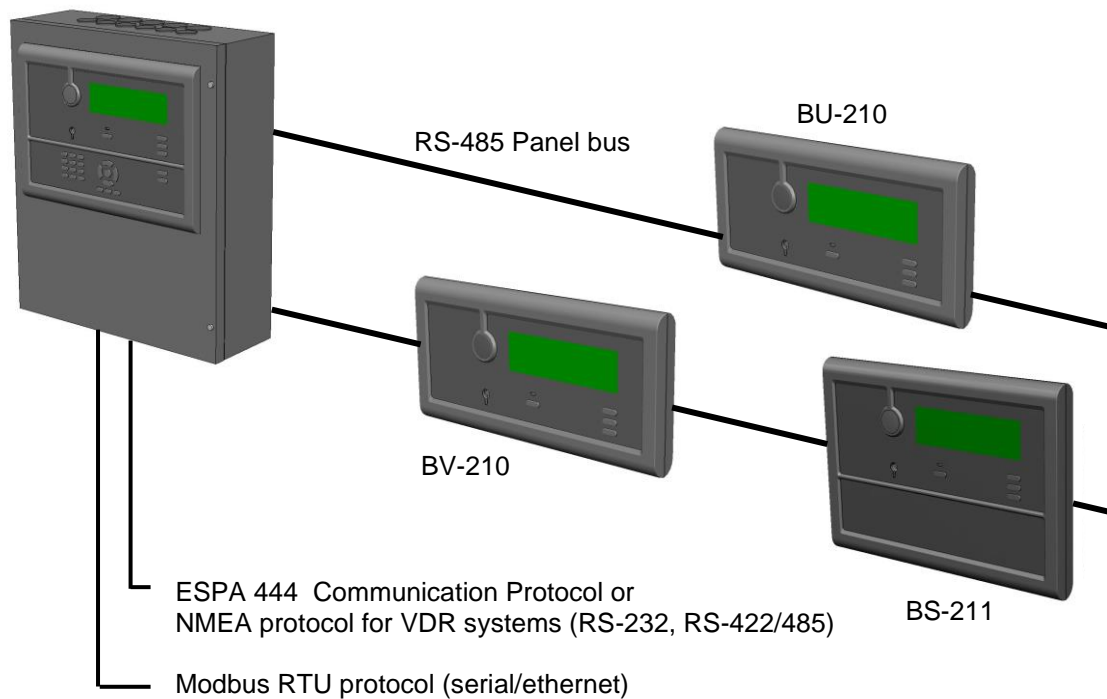 BU-210
RS-485 Panel bus
BV-210
BS-211
ESPA 444  Communication Protocol or
NMEA protocol for VDR systems (RS-232, RS-422/485)
Modbus RTU protocol (serial/ethernet)